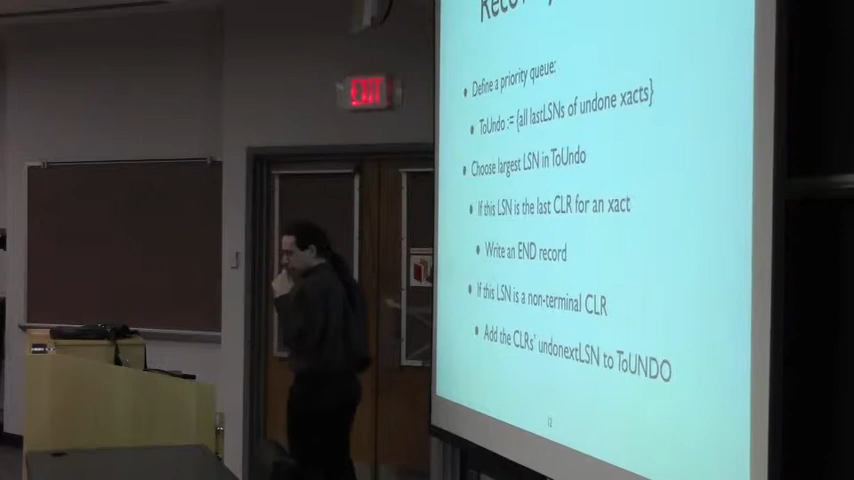 EXIT
Define a priority queue:
ToUndo := {all lastLSNs of undone xacts}
Choose largest LSN in ToUndo
If this LSN is the last CLR for an xact
Write an END record
If this LSN is a non-terminal CLR
Add the CLRs' undonextLSN to ToUNDO
12